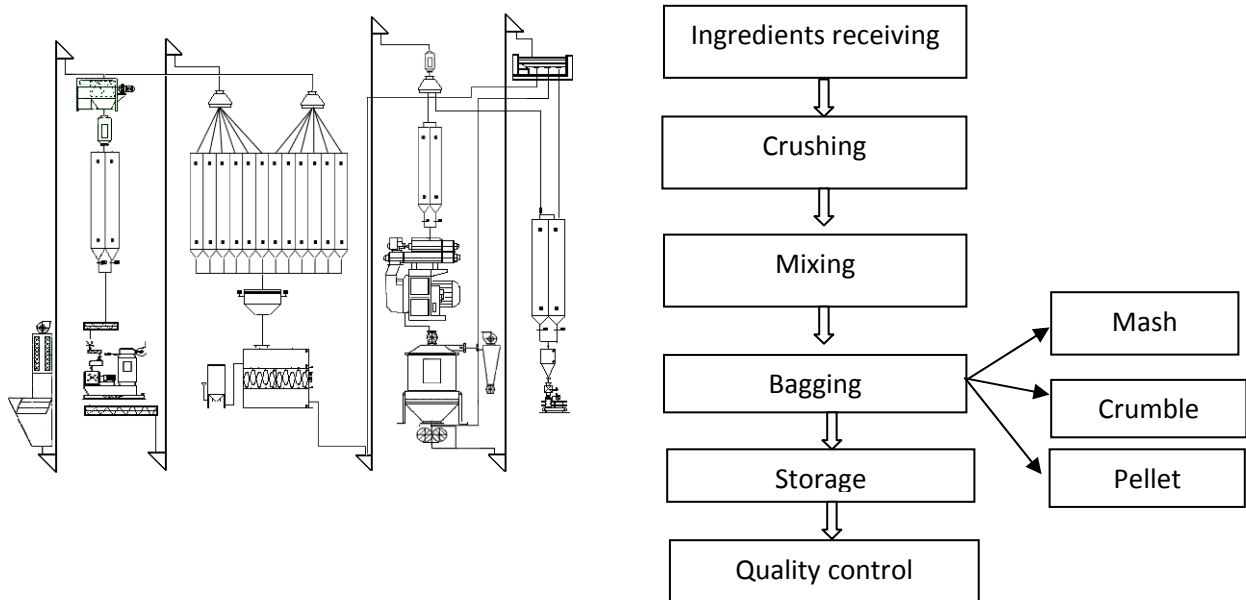 Ingredients receiving
Crushing
Mixing
Bagging
Mash
Crumble
Pellet
Storage
Quality control